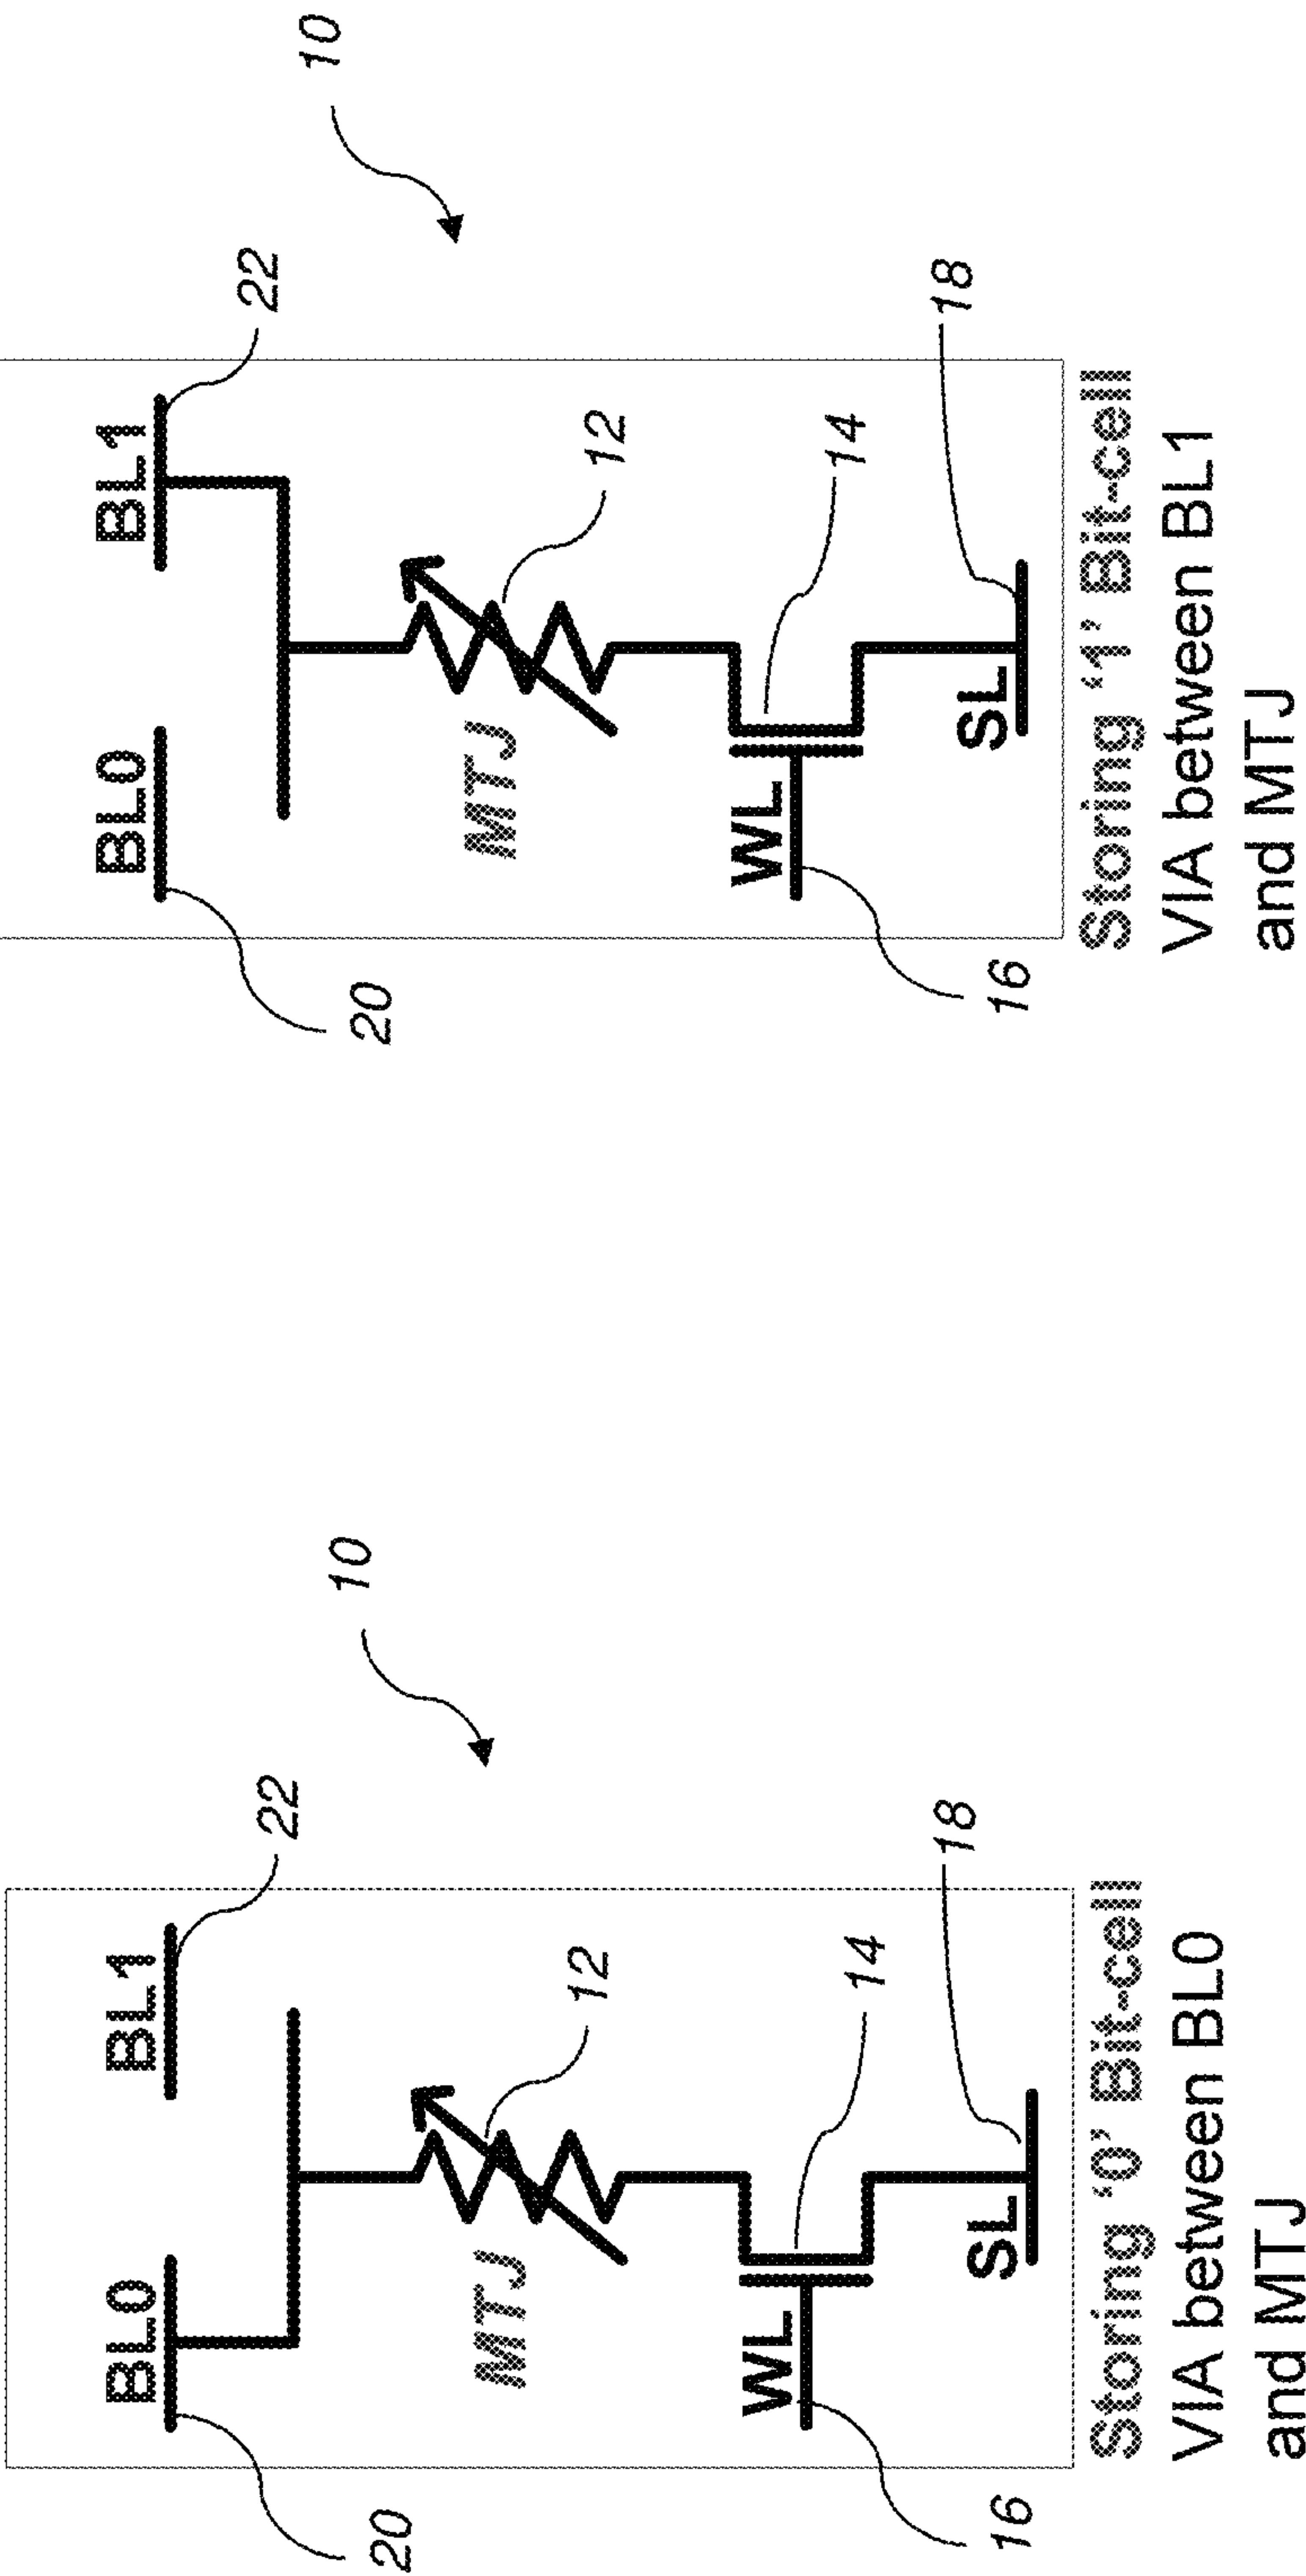 10
BL0
BL1
20
22
MTJ
12
WL
14
16
SL
18
Storing '0' Bit-cell
VIA between BL0
and MTJ
10
BL0
BL1
20
22
MTJ
12
WL
14
16
SL
18
Storing '1' Bit-cell
VIA between BL1
and MTJ